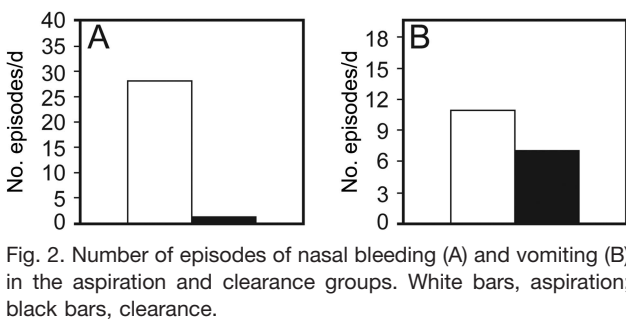 A
No. episodes/d
40
35
30
25
20
15
10
5
0
B
No. episodes/d
18
15
12
9
6
3
0
Fig. 2. Number of episodes of nasal bleeding (A) and vomiting (B)
in the aspiration and clearance groups. White bars, aspiration;
black bars, clearance.